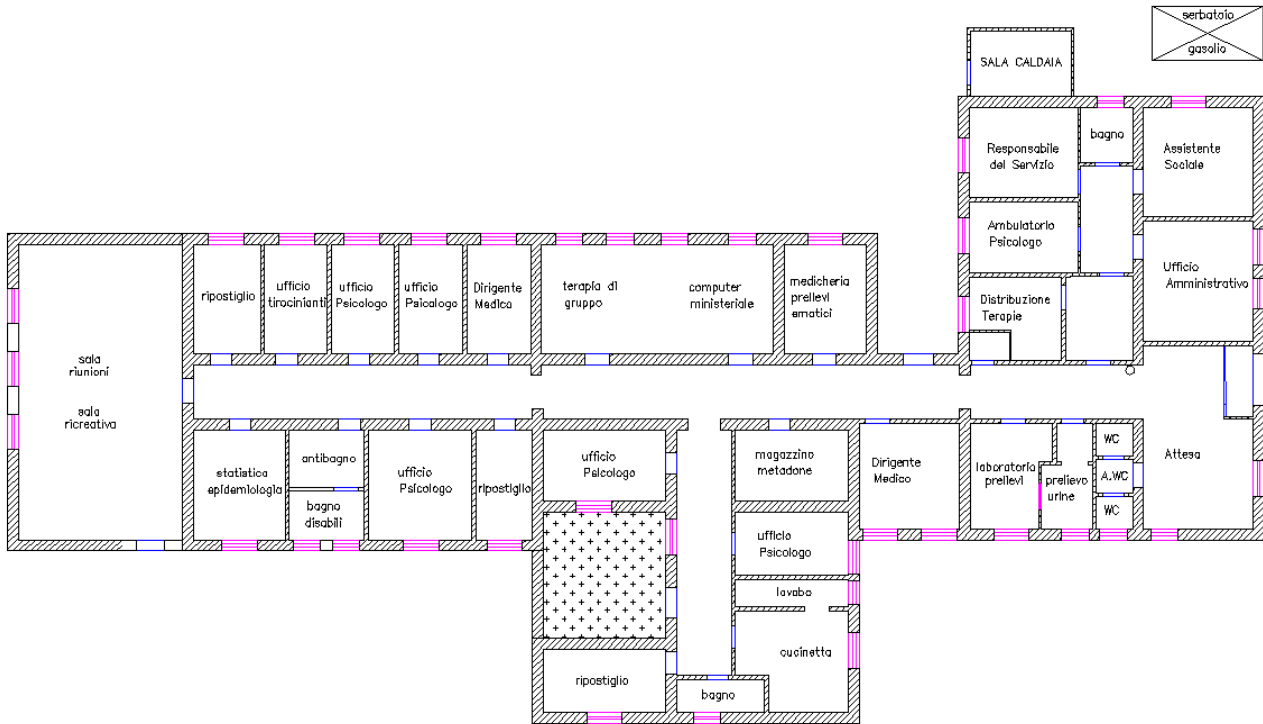 serbatoio
gasolio
SALA CALDAIA
Responsabile
del Servizio
bagno
Assistente
Sociale
Ambulatorio
Psicologo
Ufficio
Amministrativo
Distribuzione
Terapie
ripostiglio
ufficio
tirocinianti
ufficio
Psicologo
ufficio
Psicologo
Dirigente
Medico
terapia di
gruppo
computer
ministeriale
medicheria
prelievi
ematici
sala
riunioni
sala
ricreativa
statistica
epidemiologia
antibagno
bagno
disabili
ufficio
Psicologo
ripostiglio
ufficio
Psicologo
magazzino
metadone
Dirigente
Medico
laboratorio
prelievi
prelievo
urine
WC
A.WC
WC
Attesa
ufficio
Psicologo
lavabo
cucinetta
ripostiglio
bagno